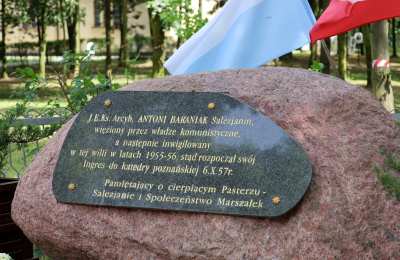 J.E.Ks. Arcyb. ANTONI BARANIAK Salezjanin,
więziony przez władze komunistyczne,
a następnie inwigilowany
w tej willi w latach 1955-56, stąd rozpoczął swój
Ingres do katedry poznańskiej 6.X.57r.
Pamiętający o cierpiącym Pasterzu -
Salezianie i Społeczeństwo Marszałek